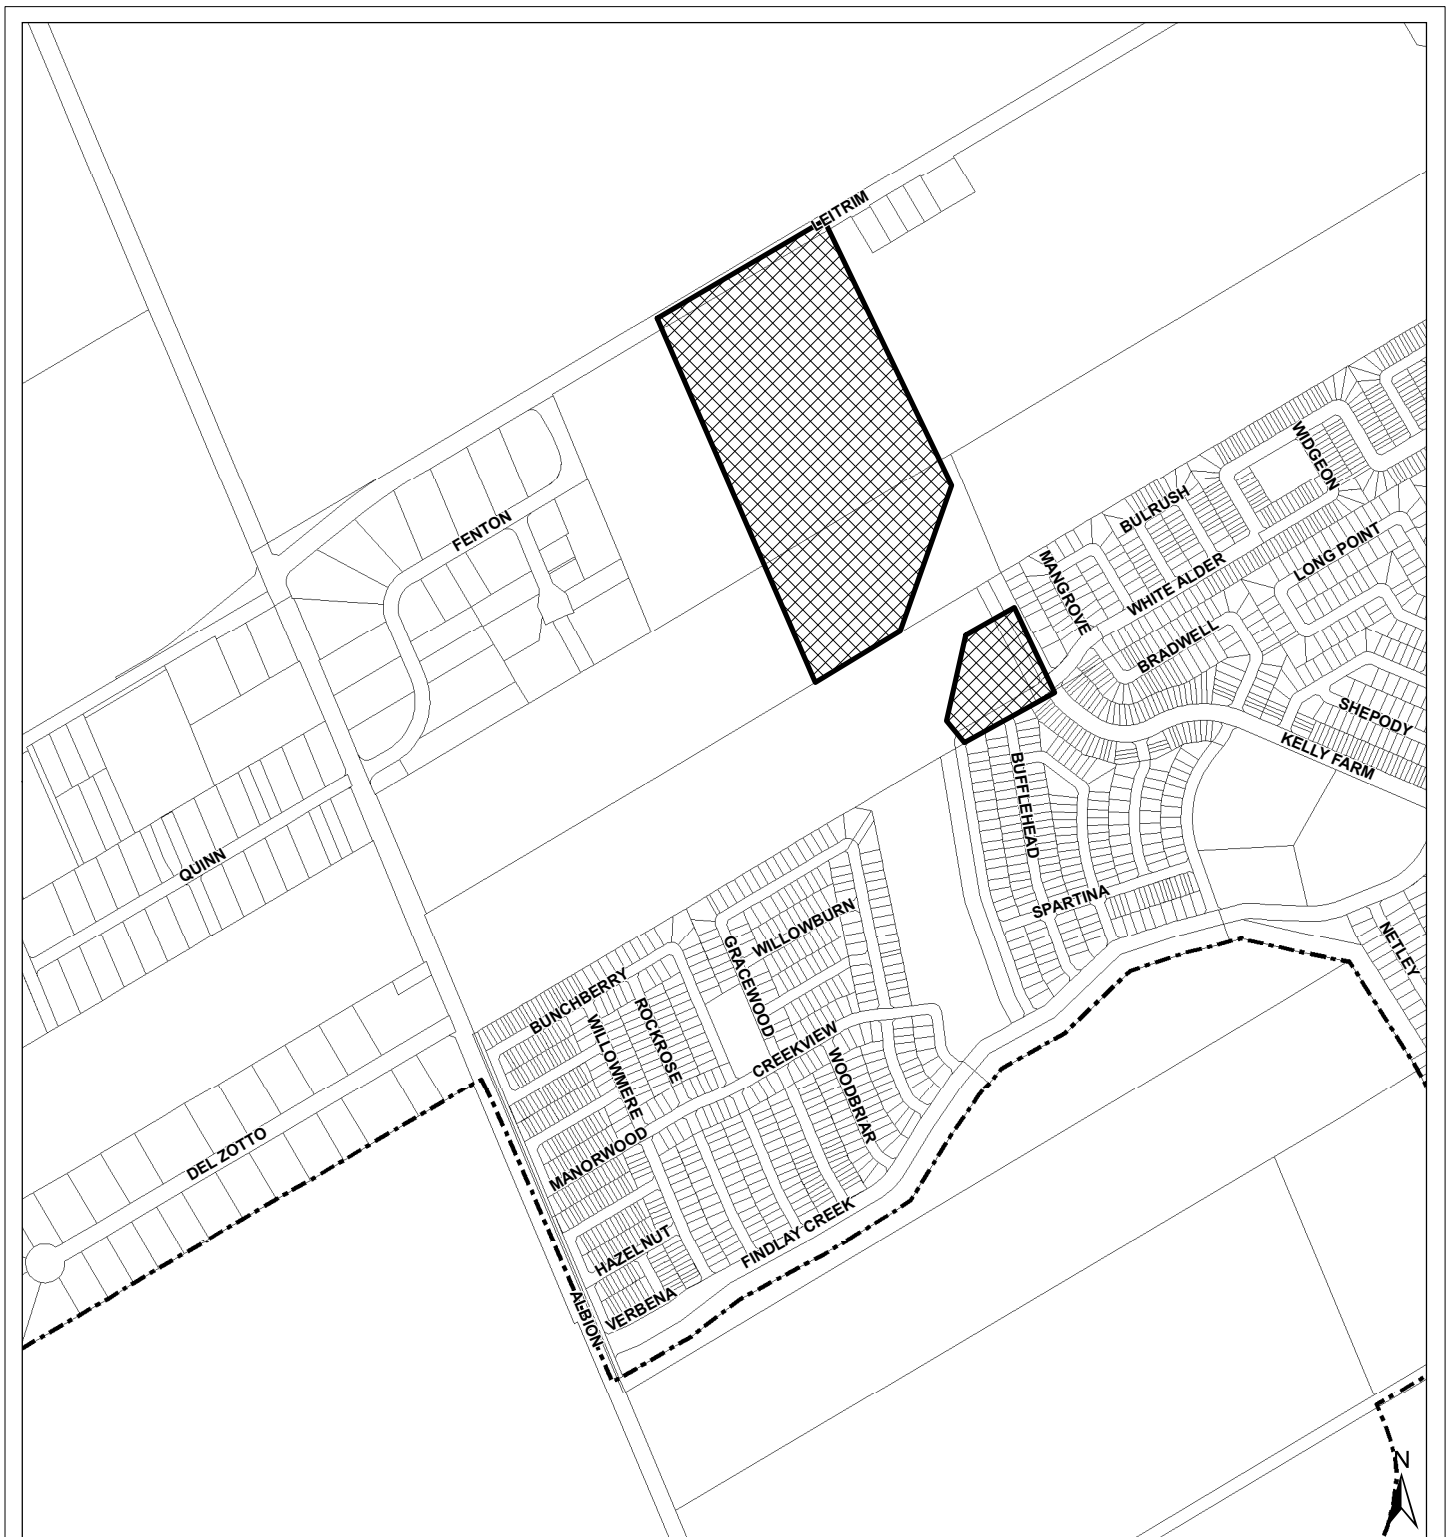 LEITRIM
WIDGEON
BULRUSH
FENTON
LONG POINT
MANGROVE
WHITE ALDER
BRADWELL
SHEPODY
KELLY FARM
BUFFLEHEAD
QUINN
SPARTINA
WILLOWBURN
NETLEY
GRACEWOOD
BUNCHBERRY
ROCKROSE
WILLOWMERE
CREEKVIEW
WOODBRIAR
DEL ZOTTO
MANORWOOD
FINDLAY CREEK
HAZELNUT
VERBENA
ALBION
N